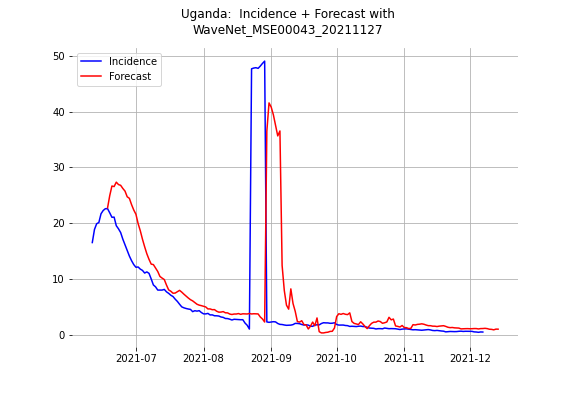 Uganda:  Incidence + Forecast with
WaveNet_MSE00043_20211127
Incidence
Forecast
50
40
30
20
10
0
2021-07 2021-08 2021-09 2021-10 2021-11 2021-12